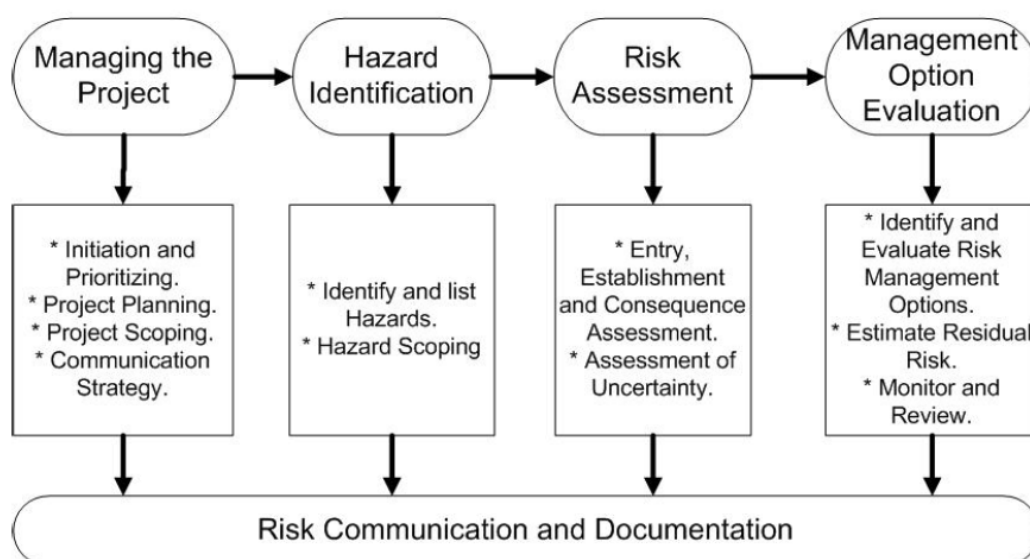 Managing the
Project
Hazard
Identification
Risk
Assessment
Management
Option
Evaluation
* Initiation and
Prioritizing.
* Project Planning.
* Project Scoping.
* Communication
Strategy.
* Identify and list
Hazards.
* Hazard Scoping
* Entry,
Establishment
and Consequence
Assessment.
* Assessment of
Uncertainty.
* Identify and
Evaluate Risk
Management
Options.
* Estimate Residual
Risk.
* Monitor and
Review.
Risk Communication and Documentation